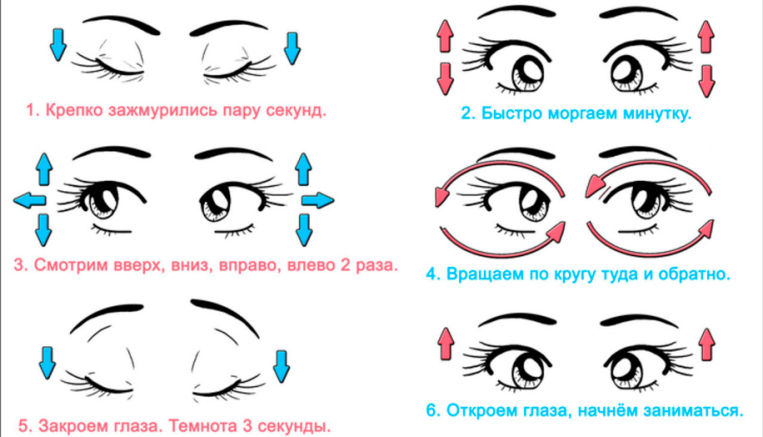 1. Крепко зажмурились пару секунд.
2. Быстро моргаем минутку.
3. Смотрим вверх, вниз, вправо, влево 2 раза.
4. Вращаем по кругу туда и обратно.
5. Закроем глаза. Темнота 3 секунды.
6. Откроем глаза, начнём заниматься.